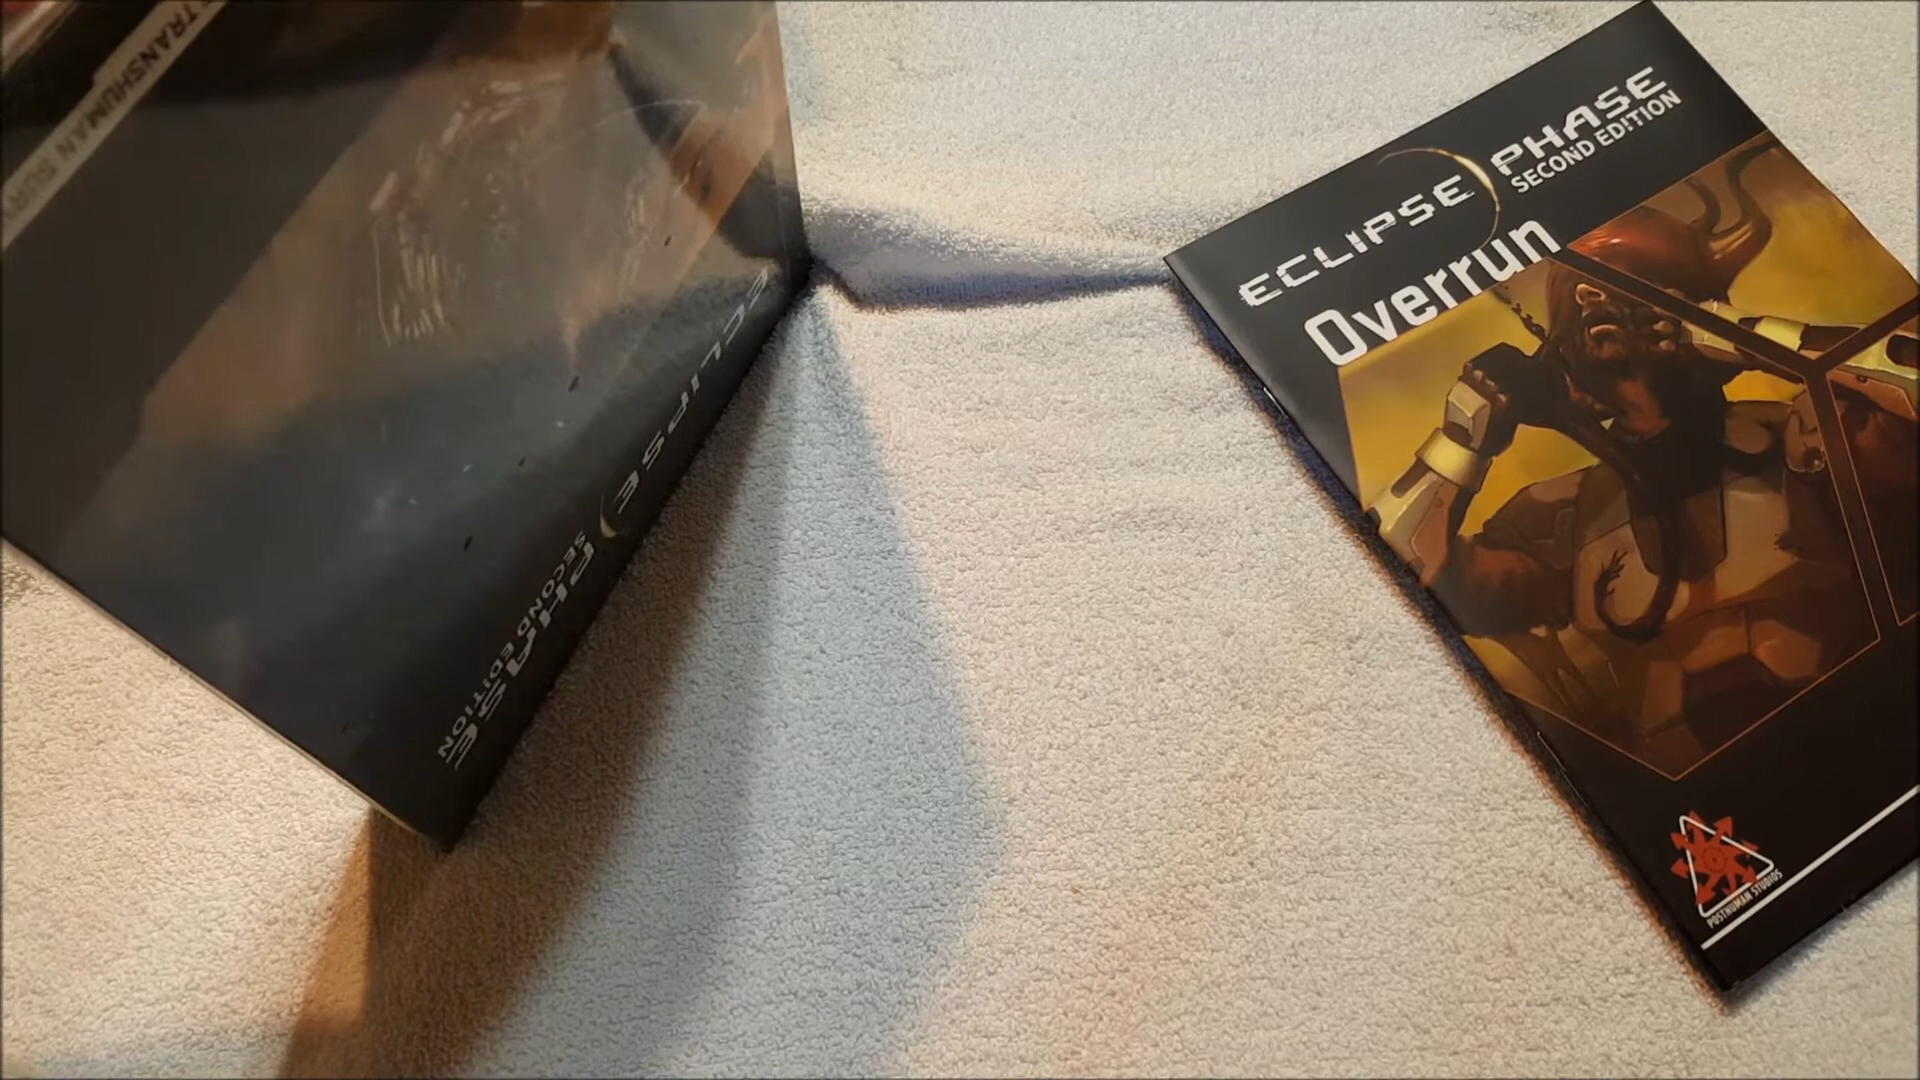 TRANSHUMAN SURV
ECLIPSE PHASE
SECOND EDITION
ECLIPSE PHASE
SECOND EDITION
Overrun
POSTHUMAN STUDIOS